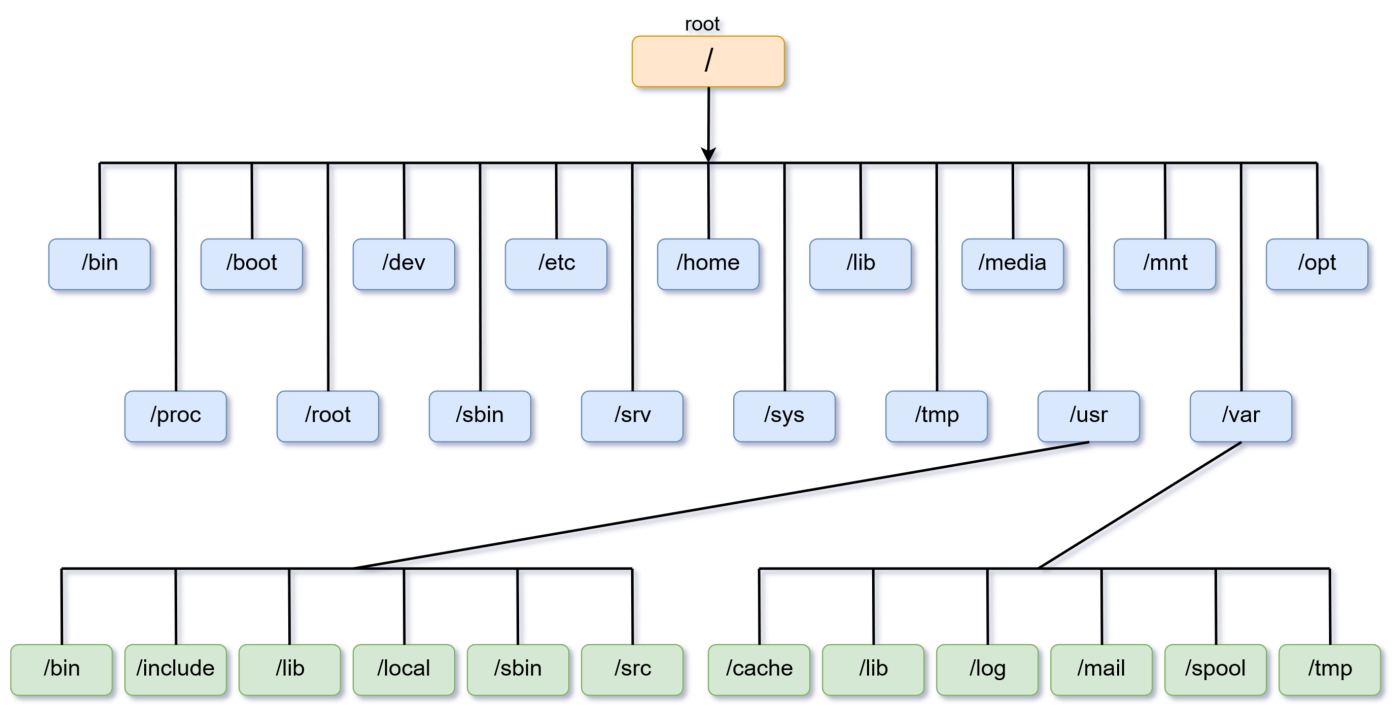 root
/
/bin
/boot
/dev
/etc
/home
/lib
/media
/mnt
/opt
/proc
/root
/sbin
/srv
/sys
/tmp
/usr
/var
/bin
/include
/lib
/local
/sbin
/src
/cache
/lib
/log
/mail
/spool
/tmp